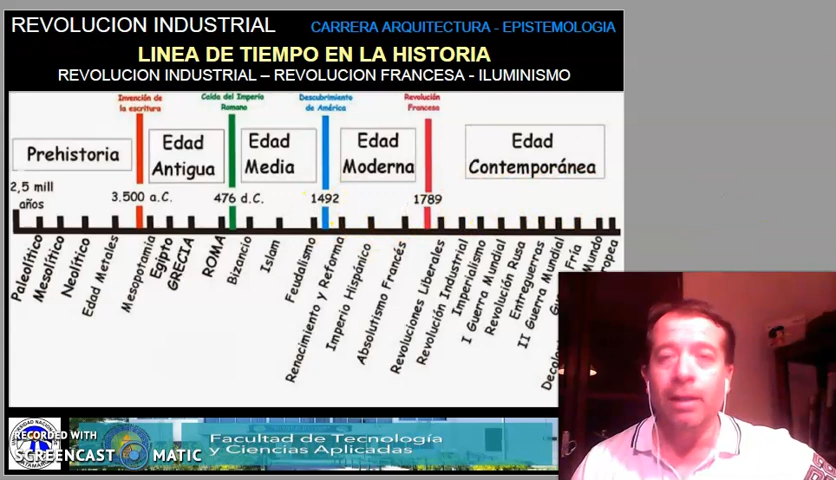 REVOLUCION INDUSTRIAL
CARRERA ARQUITECTURA - EPISTEMOLOGIA
LINEA DE TIEMPO EN LA HISTORIA
REVOLUCION INDUSTRIAL – REVOLUCION FRANCESA - ILUMINISMO
Invención de
la escritura
Caída del Imperio
Romano
Descubrimiento
de América
Revolución
Francesa
Prehistoria
Edad
Antigua
Edad
Media
Edad
Moderna
Edad
Contemporánea
2,5 mill
años
3.500 a.C.
476 d.C.
1492
1789
Paleolítico
Mesolítico
Neolítico
Edad Metales
Mesopotamia
Egipto
GRECIA
ROMA
Bizancio
Islam
Feudalismo
Renacimiento y Reforma
Imperio Hispánico
Absolutismo Francés
Revoluciones Liberales
Revolución Industrial
Imperialismo
I Guerra Mundial
Revolución Rusa
Entreguerras
II Guerra Mundial
Fría
Mundo
RECORDED WITH
SCREENCAST MATIC
Facultad de Tecnología
y Ciencias Aplicadas